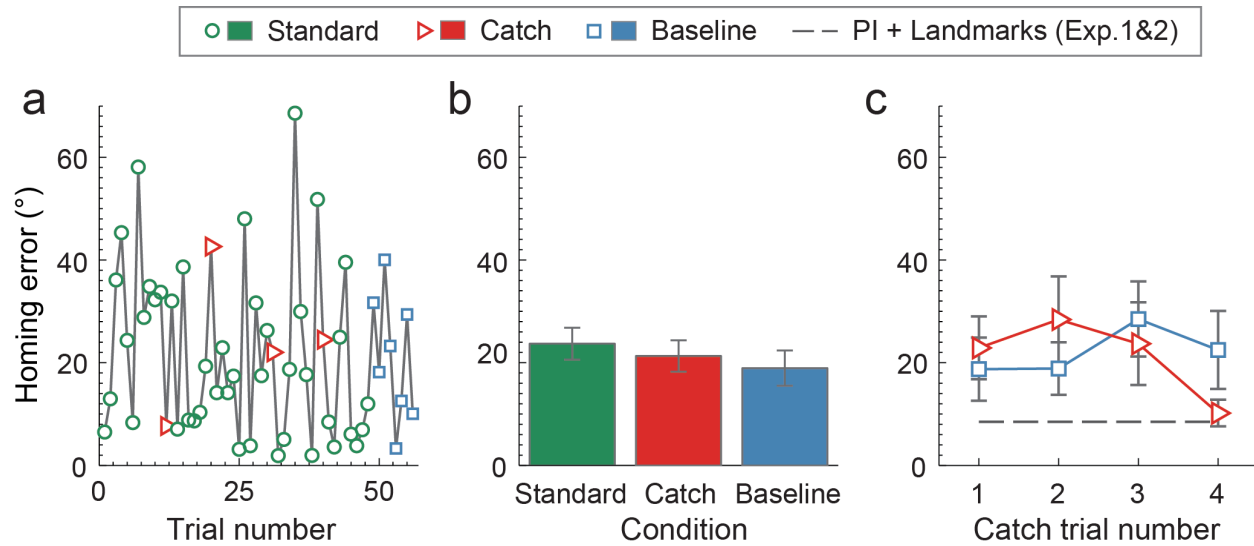 Standard Catch Baseline PI + Landmarks (Exp.1&2)
a b c
Homing error (°)
60 60 60
40 40 40
20 20 20
0 0 0
0 25 50 Standard Catch Baseline 1 2 3 4
Trial number Condition Catch trial number